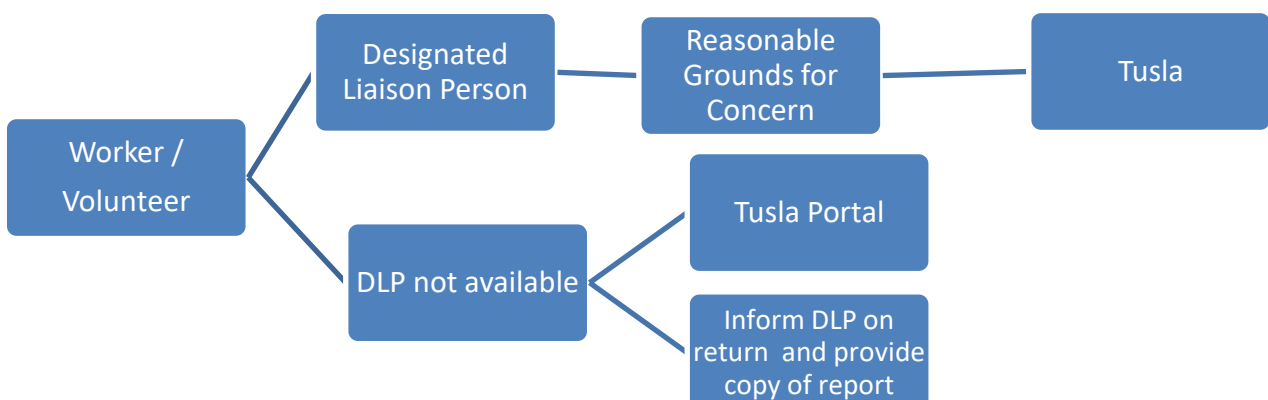 Designated
Liaison Person
Reasonable
Grounds for
Concern
Tusla
Worker /
Volunteer
DLP not available
Tusla Portal
Inform DLP on
return and provide
copy of report